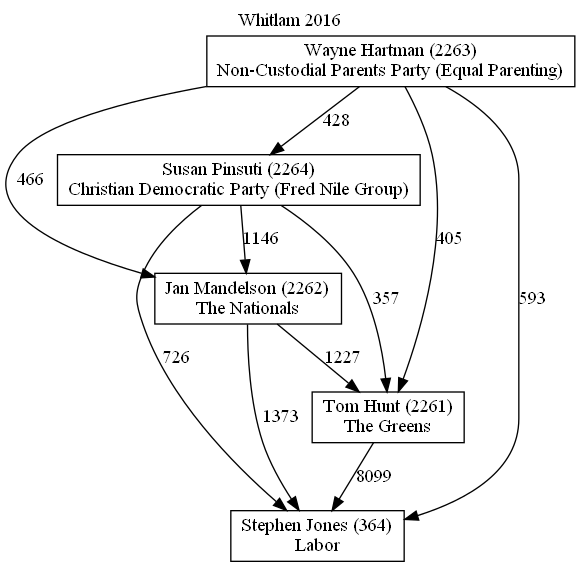 Whitlam 2016
Wayne Hartman (2263)
Non-Custodial Parents Party (Equal Parenting)
428
466
Susan Pinsuti (2264)
Christian Democratic Party (Fred Nile Group)
1146
405
Jan Mandelson (2262)
The Nationals
357
593
726
1227
Tom Hunt (2261)
The Greens
1373
8099
Stephen Jones (364)
Labor